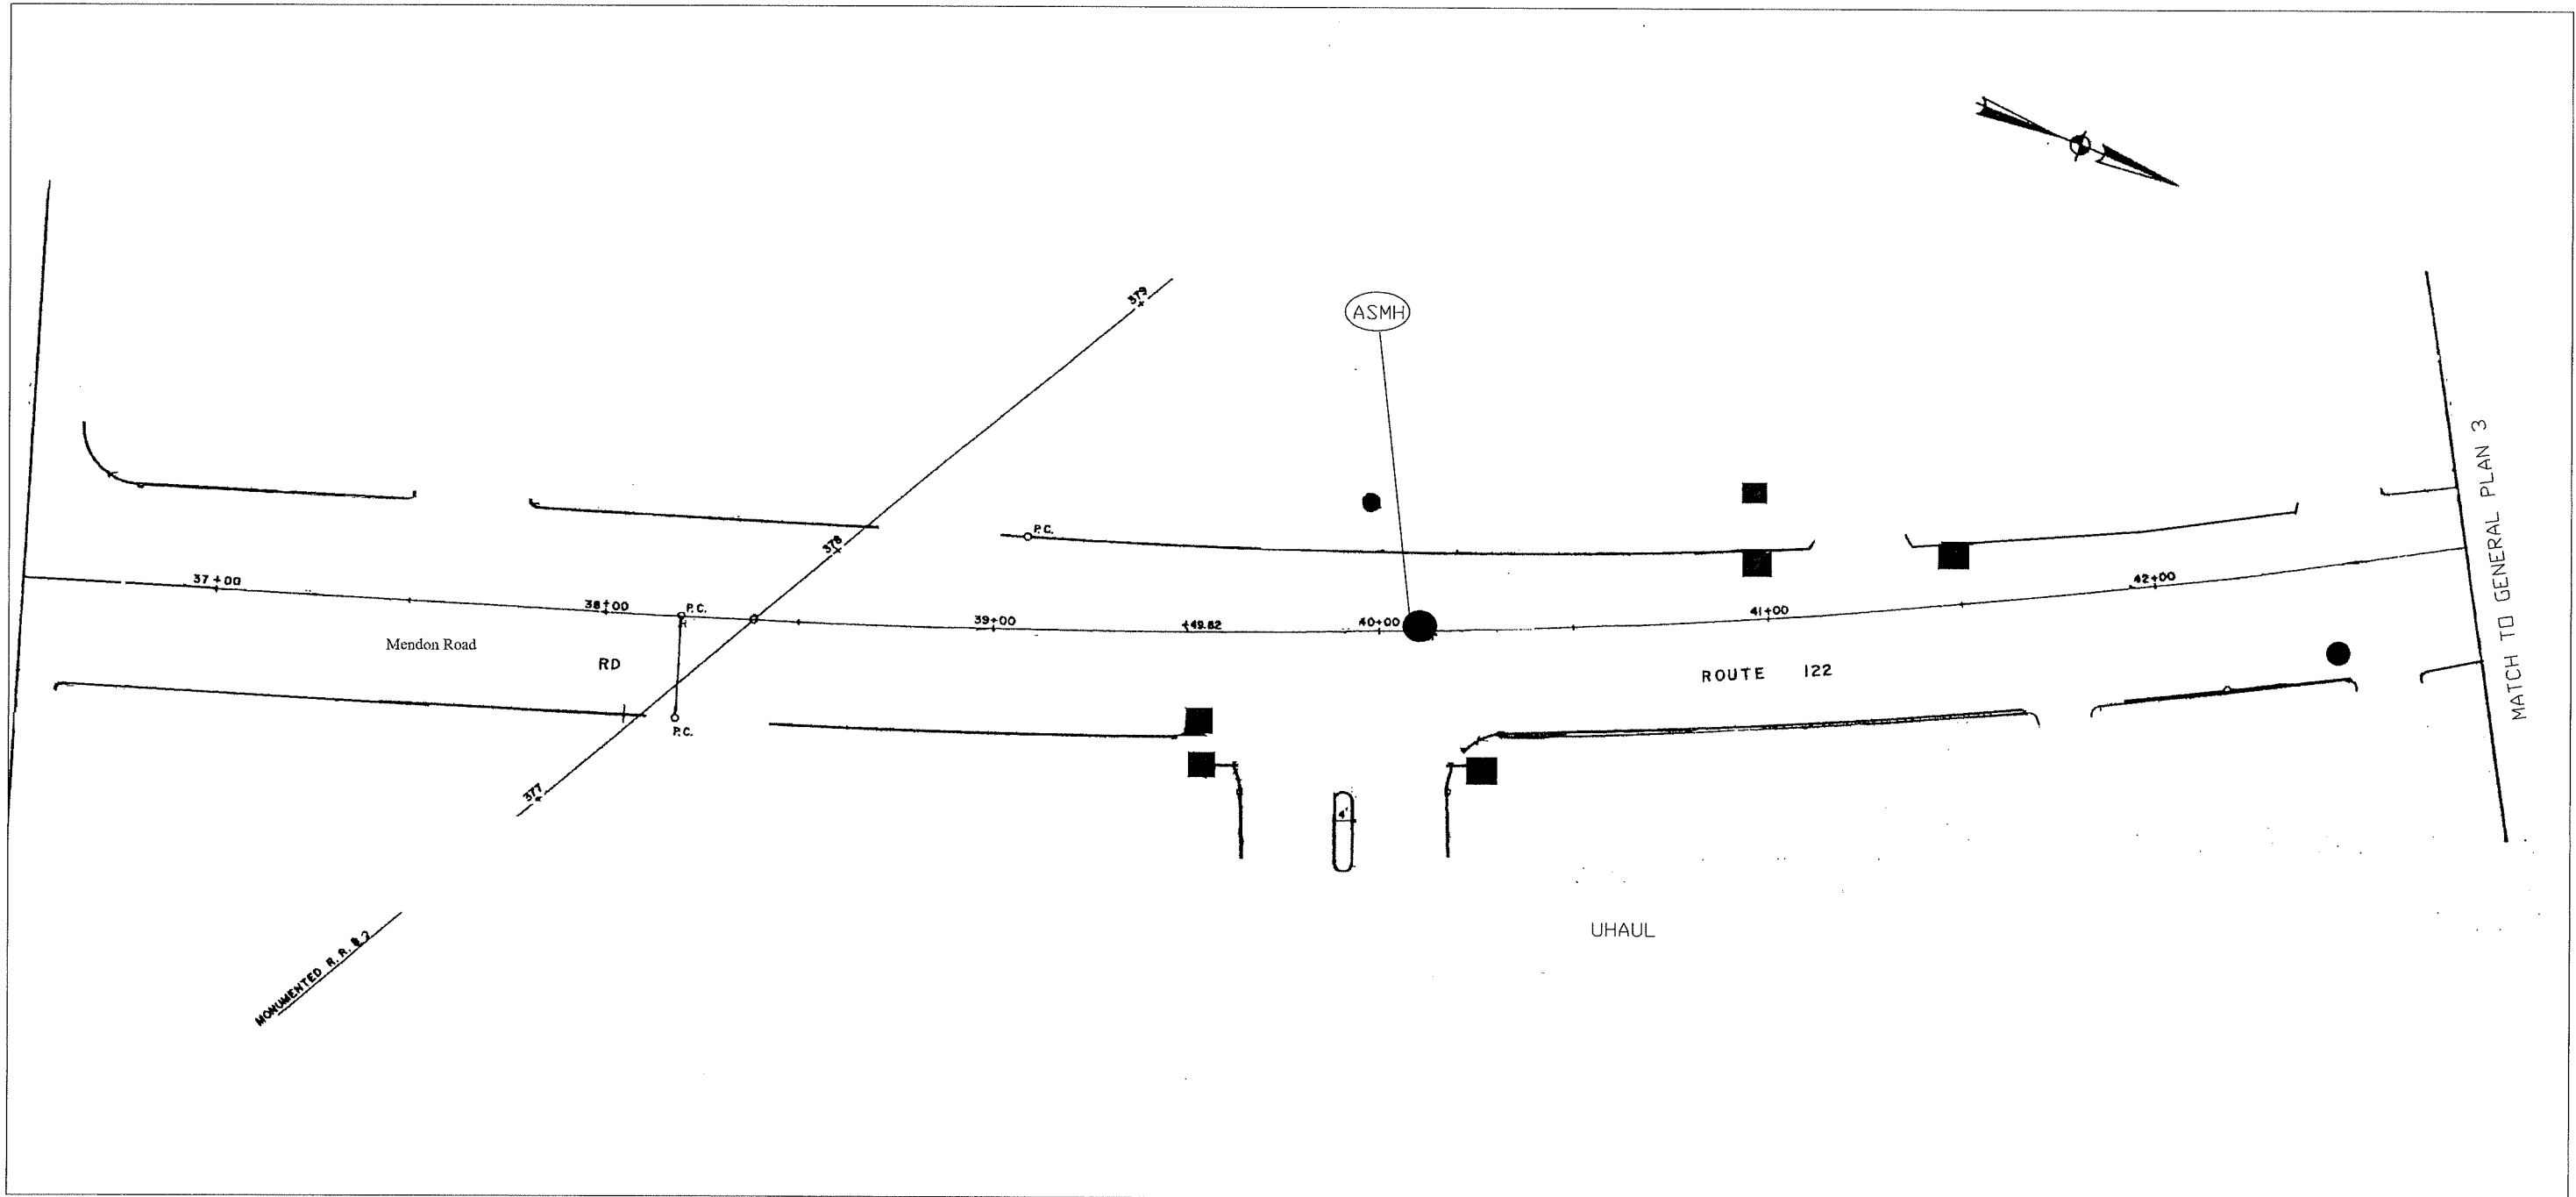 379
ASMH
378
P.C.
37+00
38+00
P.C.
39+00
+49.82
40+00
41+00
42+00
Mendon Road
RD
ROUTE 122
P.C.
377
4'
UHAUL
MONUMENTED R.R.
MATCH TO GENERAL PLAN 3